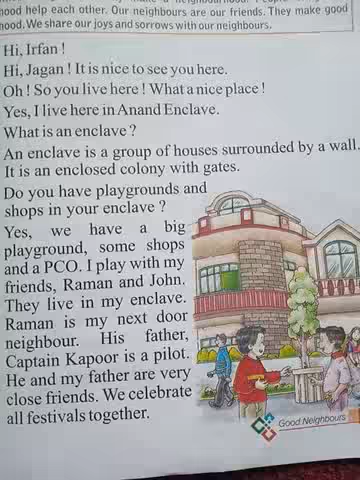 hood help each other. Our neighbours are our friends. They make good
hood. We share our joys and sorrows with our neighbours.
Hi, Irfan !
Hi, Jagan ! It is nice to see you here.
Oh ! So you live here ! What a nice place !
Yes, I live here in Anand Enclave.
What is an enclave ?
An enclave is a group of houses surrounded by a wall.
It is an enclosed colony with gates.
Do you have playgrounds and
shops in your enclave ?
Yes, we have a big
playground, some shops
and a PCO. I play with my
friends, Raman and John.
They live in my enclave.
Raman is my next door
neighbour. His father,
Captain Kapoor is a pilot.
He and my father are very
close friends. We celebrate
all festivals together.
Good Neighbours